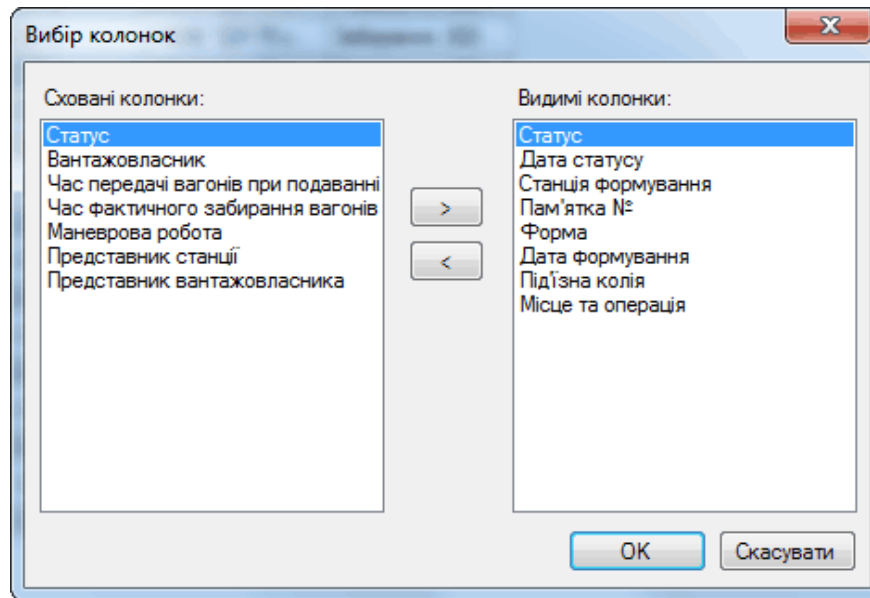 Вибір колонок
Сховані колонки:
Статус
Вантажовласник
Час передачі вагонів при подаванні
Час фактичного забирання вагонів
Маневрова робота
Представник станції
Представник вантажовласника
>
<
Видимі колонки:
Статус
Дата статусу
Станція формування
Пам'ятка №
Форма
Дата формування
Під'їзна колія
Місце та операція
OK
Скасувати